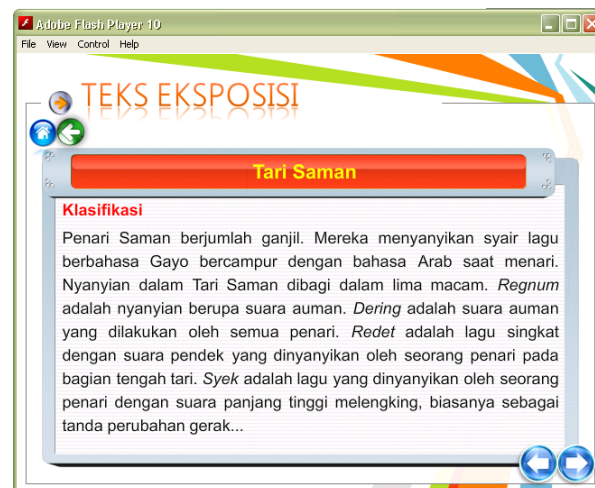 Adobe Flash Player 10
File View Control Help
TEKS EKSPOSISI
Tari Saman
Klasifikasi
Penari Saman berjumlah ganjil. Mereka menyanyikan syair lagu
berbahasa Gayo bercampur dengan bahasa Arab saat menari.
Nyanyian dalam Tari Saman dibagi dalam lima macam. Regnum
adalah nyanyian berupa suara auman. Dering adalah suara auman
yang dilakukan oleh semua penari. Redet adalah lagu singkat
dengan suara pendek yang dinyanyikan oleh seorang penari pada
bagian tengah tari. Syek adalah lagu yang dinyanyikan oleh seorang
penari dengan suara panjang tinggi melengking, biasanya sebagai
tanda perubahan gerak...